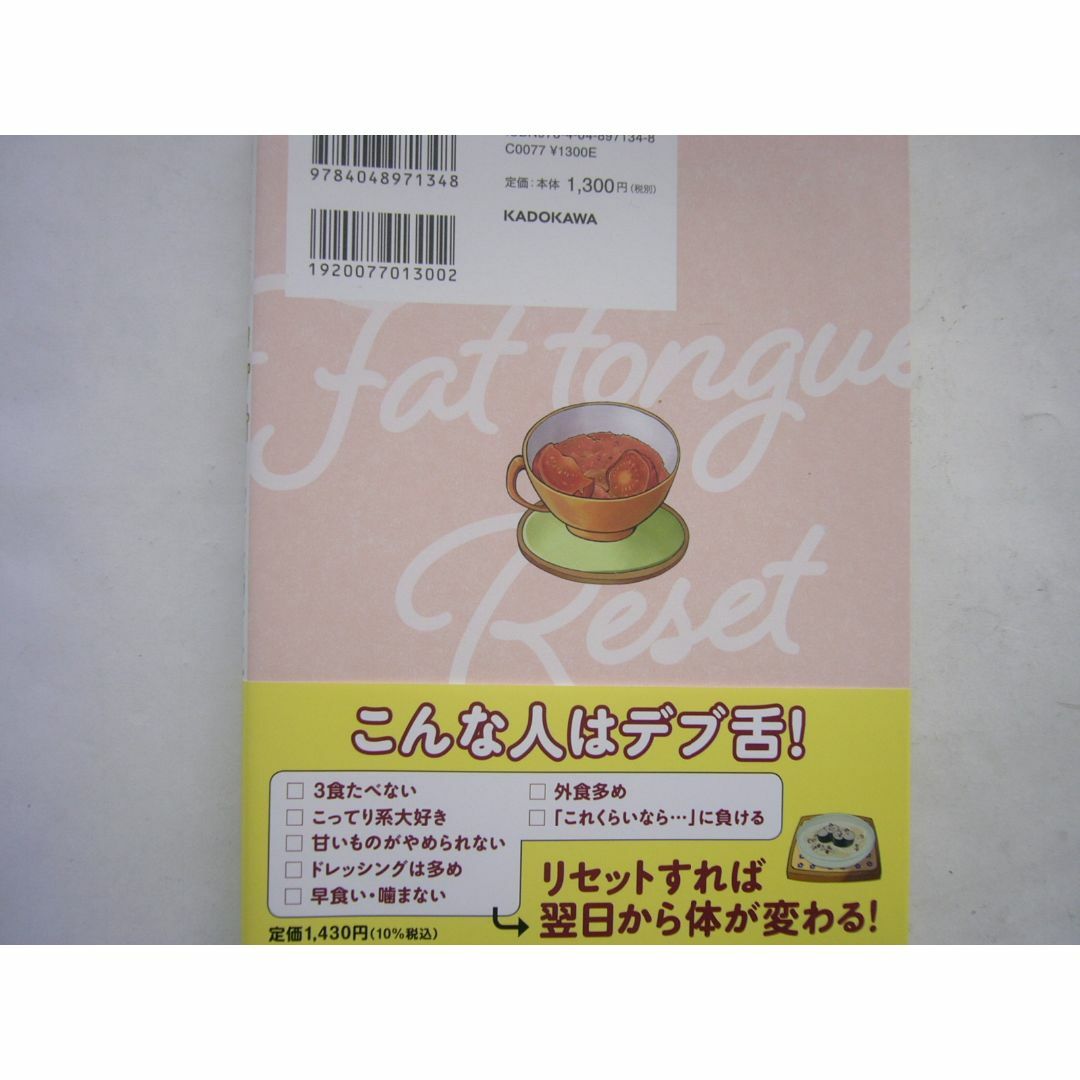 ISBN978-4-04-897134-8
C0077 ¥1300E
9784048971348
定価：本体 1,300円（税別）
KADOKAWA
1920077013002
Fat tongue
Reset
こんな人はデブ舌！
□ 3食たべない
□ こってり系大好き
□ 甘いものがやめられない
□ ドレッシングは多め
□ 早食い・噛まない
□ 外食多め
□ 「これくらいなら…」に負ける
リセットすれば
翌日から体が変わる！
定価1,430円（10%税込）